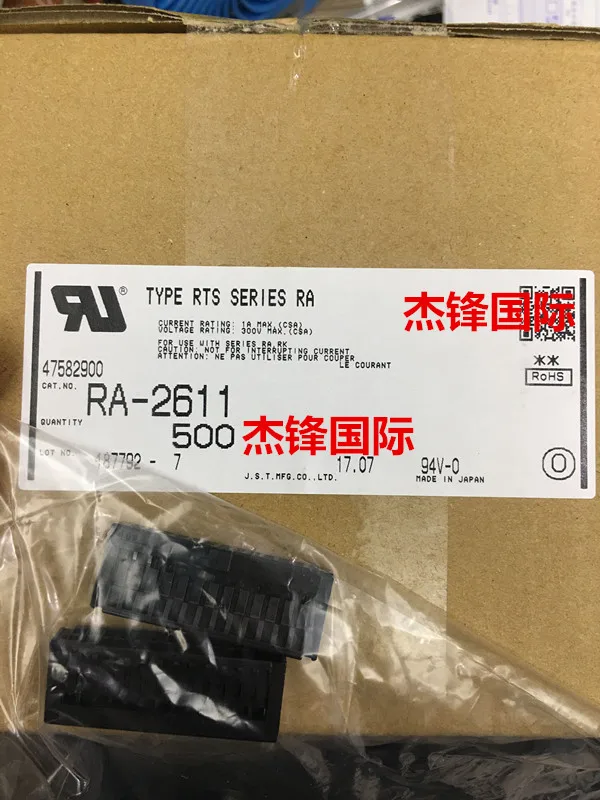 TYPE RTS SERIES RA
杰锋国际
CURRENT RATING: 1A MAX.(CSA)
VOLTAGE RATING: 300V MAX.(CSA)
FOR USE WITH SERIES RA,RK
CAUTION: NOT FOR INTERRUPTING CURRENT
ATTENTION: NE PAS UTILISER POUR COUPER
LE COURANT
**
RoHS
47582900
CAT.NO. RA-2611
QUANTITY 500 杰锋国际
LOT NO. 487792 - 7 17.07 94V-0
J.S.T.MFG.CO.,LTD. MADE IN JAPAN